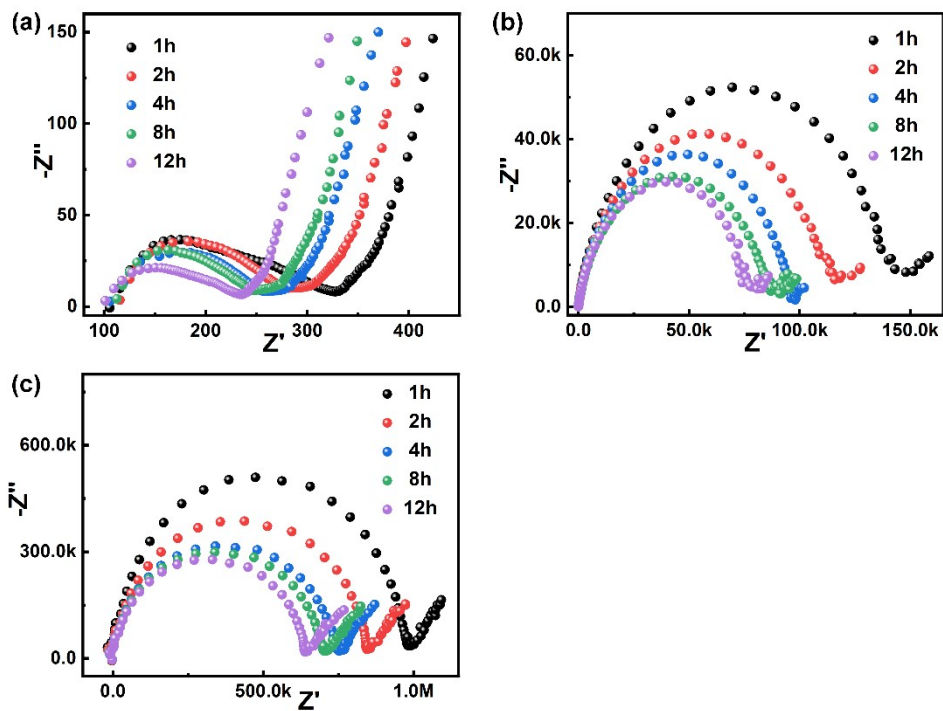 (a)
150
100
50
0
-Z"
1h
2h
4h
8h
12h
100
200
300
400
Z'
(b)
60.0k
40.0k
20.0k
0.0
-Z"
1h
2h
4h
8h
12h
0.0
50.0k
100.0k
150.0k
Z'
(c)
600.0k
300.0k
0.0
-Z"
1h
2h
4h
8h
12h
0.0
500.0k
1.0M
Z'